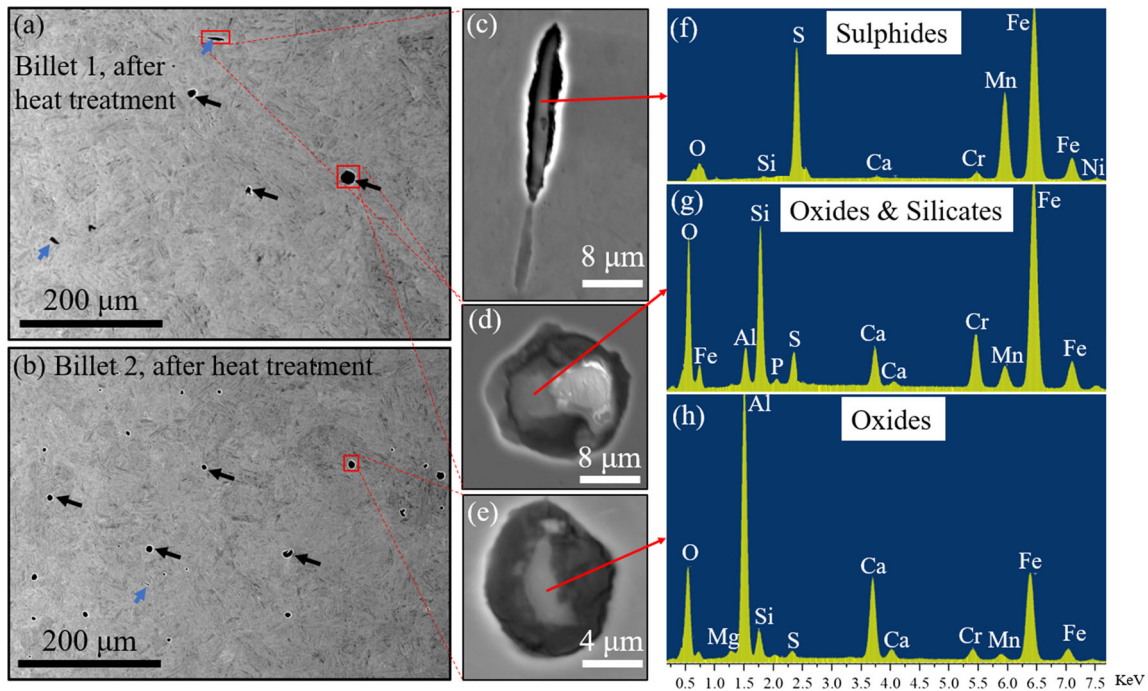 (a)
Billet 1, after
heat treatment
200 μm
(b) Billet 2, after heat treatment
200 μm
(c)
8 μm
(d)
8 μm
(e)
4 μm
(f) Sulphides
O Si S Ca Cr Mn Fe Fe Ni
(g) Oxides & Silicates
O Fe Al Si P S Ca Ca Cr Mn Fe Fe
(h) Oxides
O Mg Al Si S Ca Ca Cr Mn Fe Fe
0.5 1.0 1.5 2.0 2.5 3.0 3.5 4.0 4.5 5.0 5.5 6.0 6.5 7.0 7.5 KeV